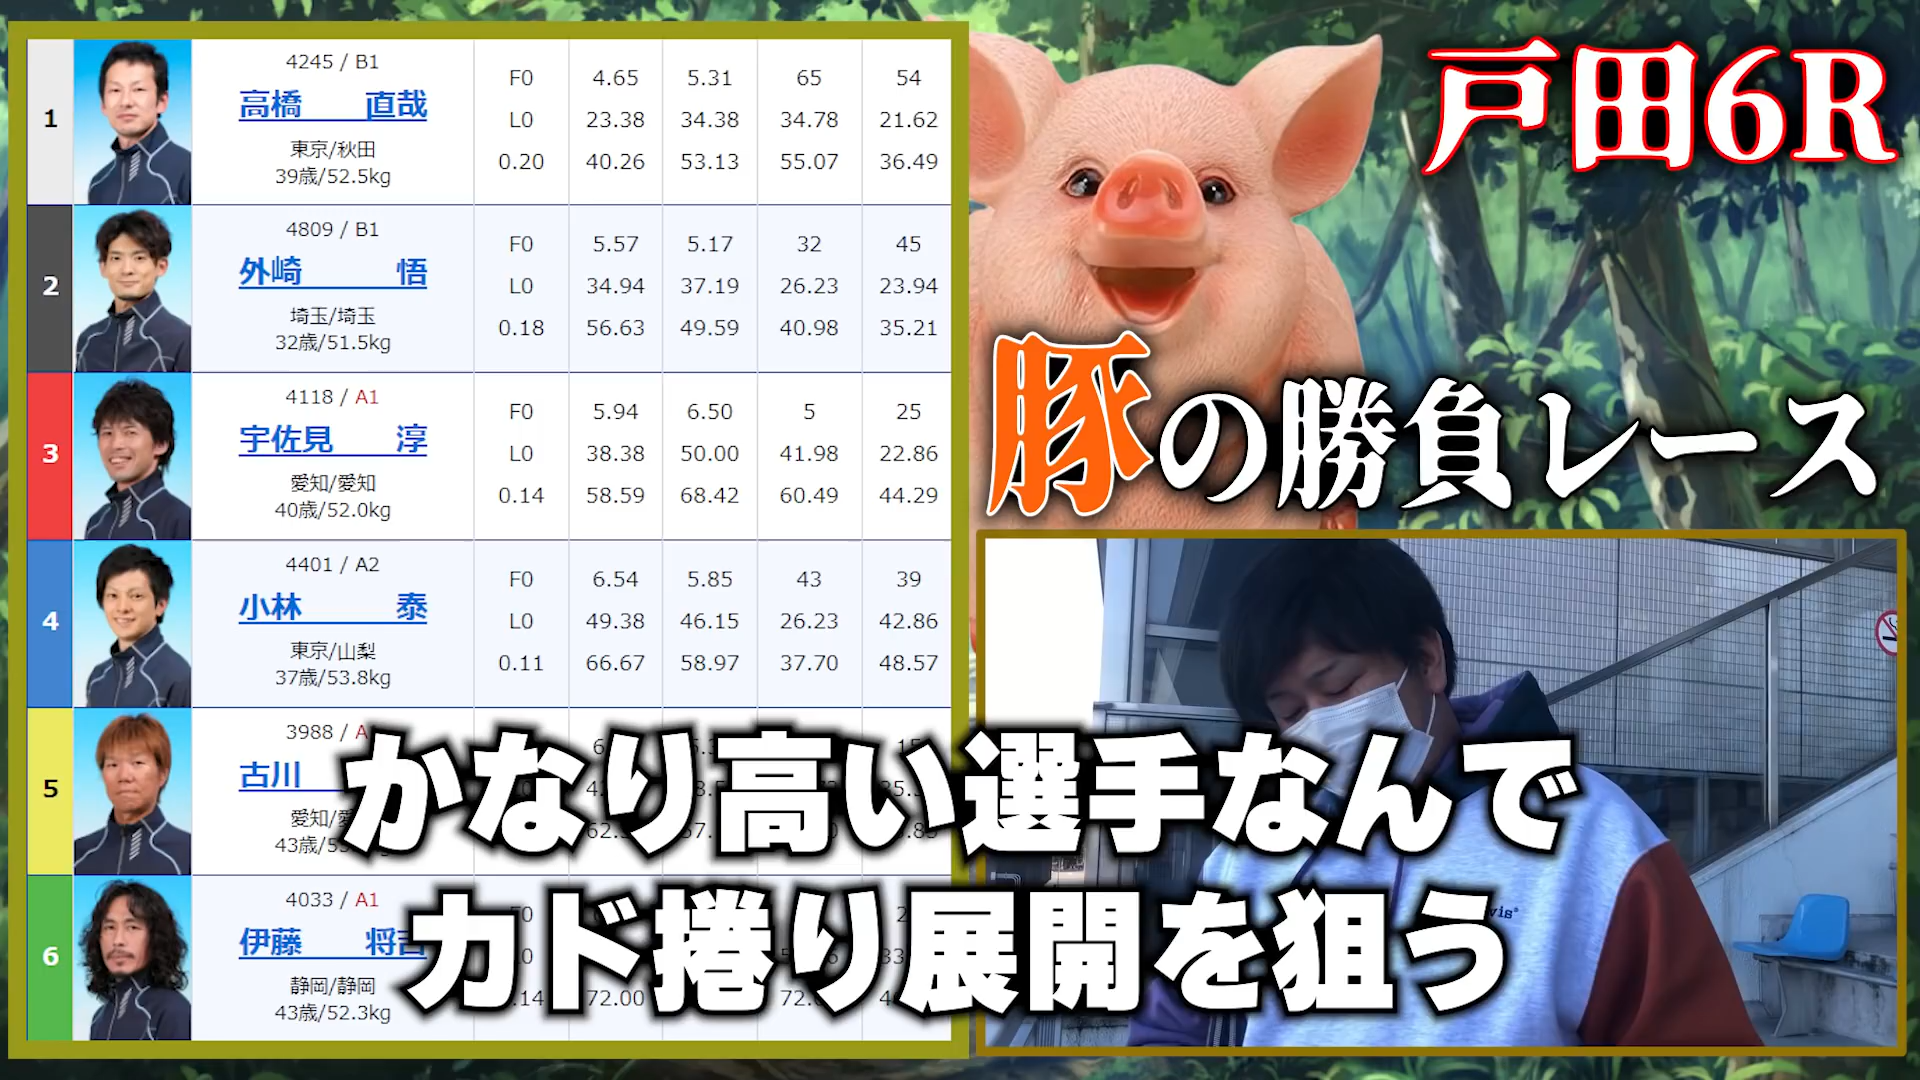 戸田6R
豚の勝負レース
1
4245 / B1
高橋 直哉
東京/秋田
39歳/52.5kg
F0 4.65 5.31 65 54
L0 23.38 34.38 34.78 21.62
0.20 40.26 53.13 55.07 36.49
2
4809 / B1
外崎 悟
埼玉/埼玉
32歳/51.5kg
F0 5.57 5.17 32 45
L0 34.94 37.19 26.23 23.94
0.18 56.63 49.59 40.98 35.21
3
4118 / A1
宇佐見 淳
愛知/愛知
40歳/52.0kg
F0 5.94 6.50 5 25
L0 38.38 50.00 41.98 22.86
0.14 58.59 68.42 60.49 44.29
4
4401 / A2
小林 泰
東京/山梨
37歳/53.8kg
F0 6.54 5.85 43 39
L0 49.38 46.15 26.23 42.86
0.11 66.67 58.97 37.70 48.57
5
3988 /
古川
愛知/
43歳/
6
4033 / A1
伊藤 将吉
静岡/静岡
43歳/52.3kg
72.00
かなり高い選手なんで
カド捲り展開を狙う